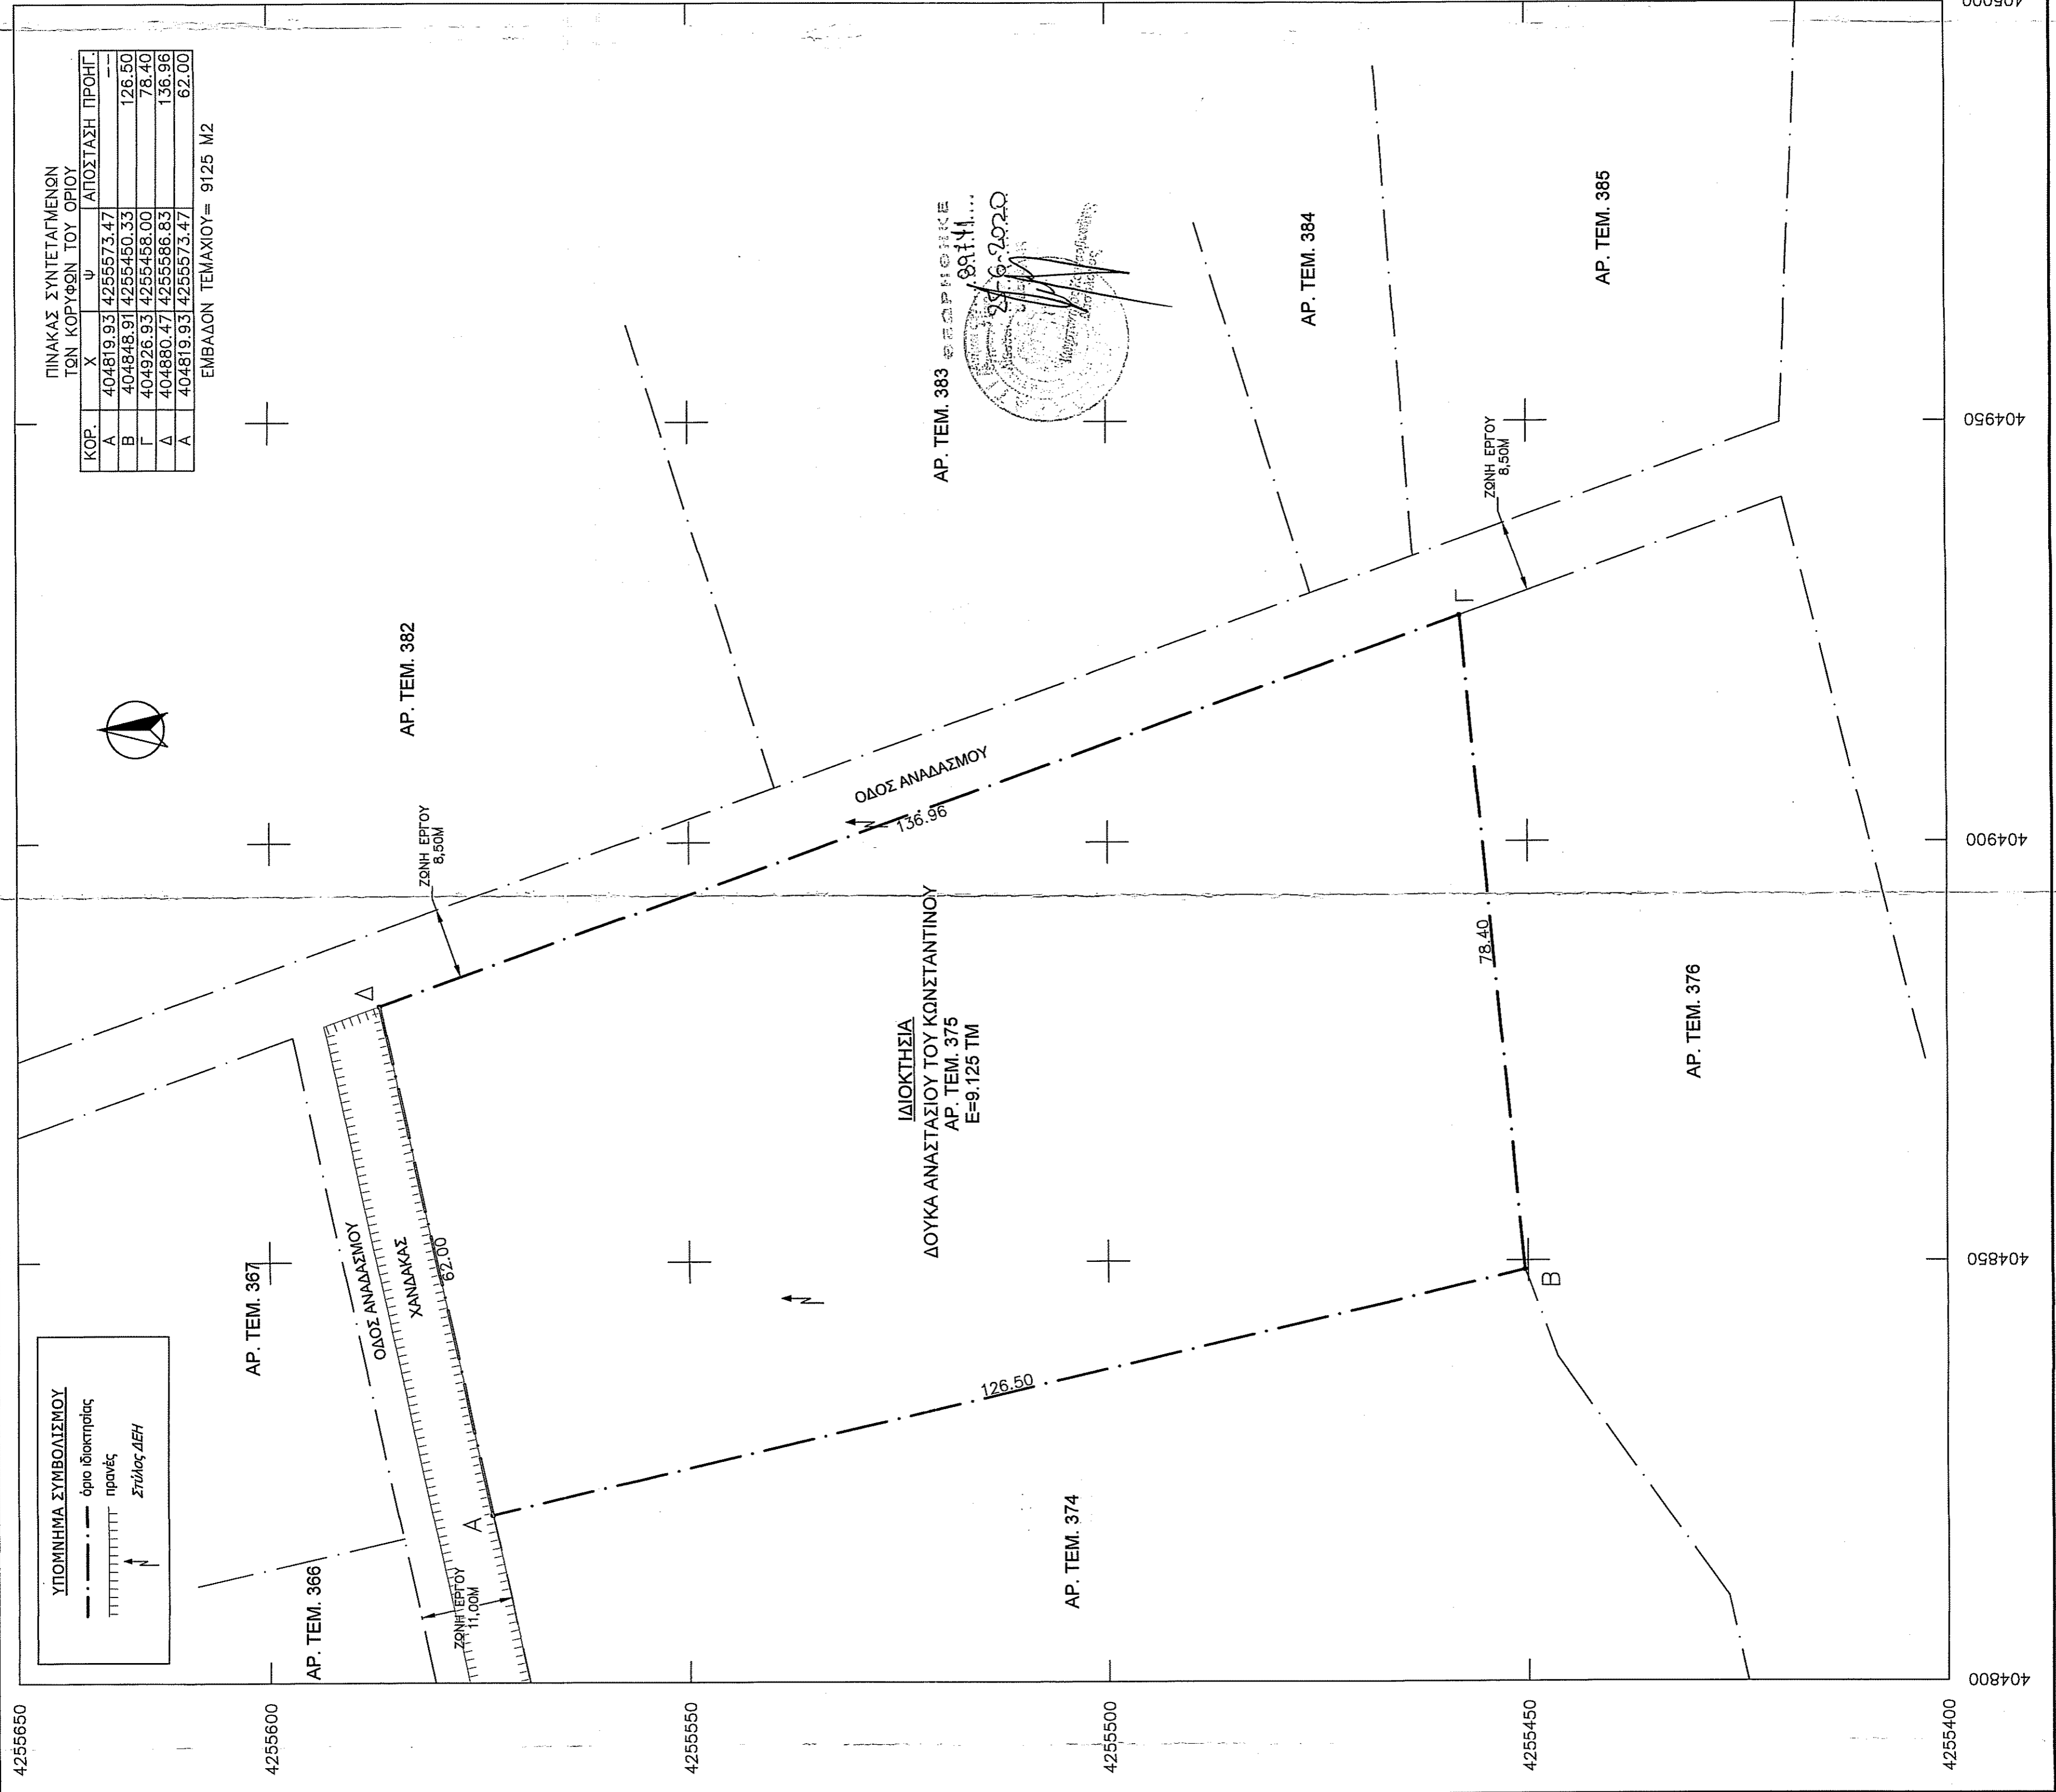 ΠΙΝΑΚΑΣ ΣΥΝΤΕΤΑΓΜΕΝΩΝ
ΤΩΝ ΚΟΡΥΦΩΝ ΤΟΥ ΟΡΙΟΥ
ΚΟΡ. Χ Ψ ΑΠΟΣΤΑΣΗ ΠΡΟΗΓ.
Α 404819.93 4255573.47 ---
Β 404848.91 4255450.33 126.50
Γ 404926.93 4255458.00 78.40
Δ 404880.47 4255586.83 136.96
Α 404819.93 4255573.47 62.00
ΕΜΒΑΔΟΝ ΤΕΜΑΧΙΟΥ= 9125 Μ2
ΥΠΟΜΝΗΜΑ ΣΥΜΒΟΛΙΣΜΟΥ
όριο ιδιοκτησίας
πρανές
Στύλος ΔΕΗ
ΑΡ. ΤΕΜ. 366
ΑΡ. ΤΕΜ. 367
ΑΡ. ΤΕΜ. 382
ΑΡ. ΤΕΜ. 383
ΑΡ. ΤΕΜ. 384
ΑΡ. ΤΕΜ. 385
ΑΡ. ΤΕΜ. 374
ΑΡ. ΤΕΜ. 376
ΟΔΟΣ ΑΝΑΔΑΣΜΟΥ
ΧΑΝΔΑΚΑΣ
62.00
ΖΩΝΗ ΕΡΓΟΥ
11,00Μ
ΖΩΝΗ ΕΡΓΟΥ
8,50Μ
ΟΔΟΣ ΑΝΑΔΑΣΜΟΥ
136.96
ΖΩΝΗ ΕΡΓΟΥ
8,50Μ
Α
Β
Γ
Δ
126.50
78.40
ΙΔΙΟΚΤΗΣΙΑ
ΔΟΥΚΑ ΑΝΑΣΤΑΣΙΟΥ ΤΟΥ ΚΩΝΣΤΑΝΤΙΝΟΥ
ΑΡ. ΤΕΜ. 375
Ε=9.125 ΤΜ
ΘΕΩΡΗΘΗΚΕ
4255650
4255600
4255550
4255500
4255450
4255400
404800
404850
404900
404950
405000